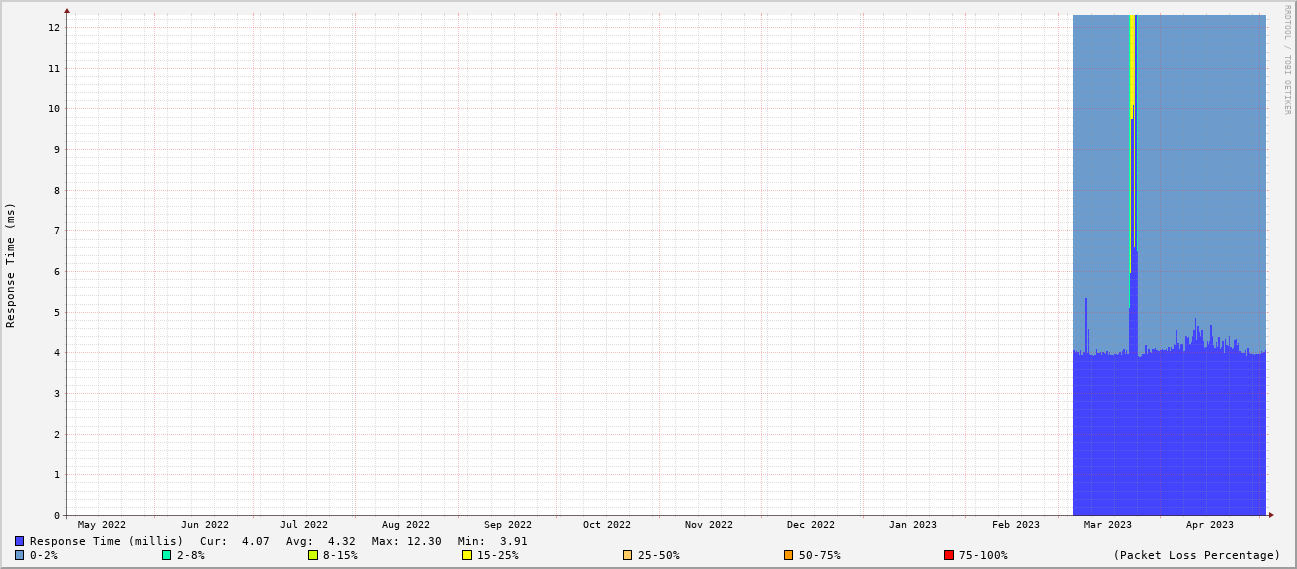 RRDTOOL / TOBI OETIKER
Response Time (ms)
12
11
10
9
8
7
6
5
4
3
2
1
0
May 2022 Jun 2022 Jul 2022 Aug 2022 Sep 2022 Oct 2022 Nov 2022 Dec 2022 Jan 2023 Feb 2023 Mar 2023 Apr 2023
Response Time (millis) Cur: 4.07 Avg: 4.32 Max: 12.30 Min: 3.91
0-2% 2-8% 8-15% 15-25% 25-50% 50-75% 75-100% (Packet Loss Percentage)